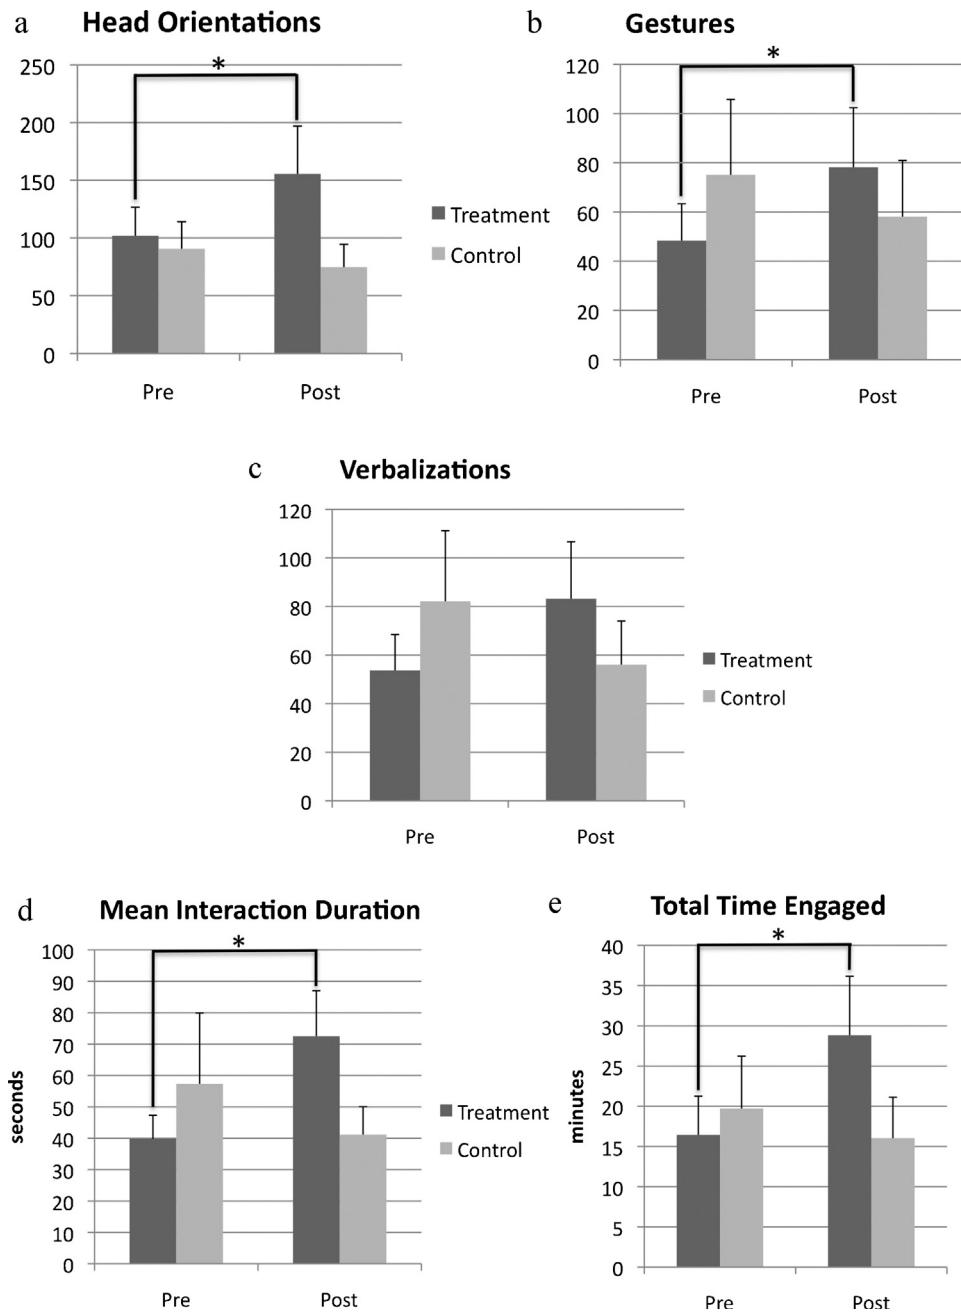 a Head Orientations
250
200
150
100
50
0
*
Pre Post
Treatment
Control
b Gestures
120
100
80
60
40
20
0
*
Pre Post
c Verbalizations
120
100
80
60
40
20
0
Pre Post
Treatment
Control
d Mean Interaction Duration
100
90
80
70
60
50
40
30
20
10
0
seconds
*
Pre Post
Treatment
Control
e Total Time Engaged
40
35
30
25
20
15
10
5
0
minutes
*
Pre Post